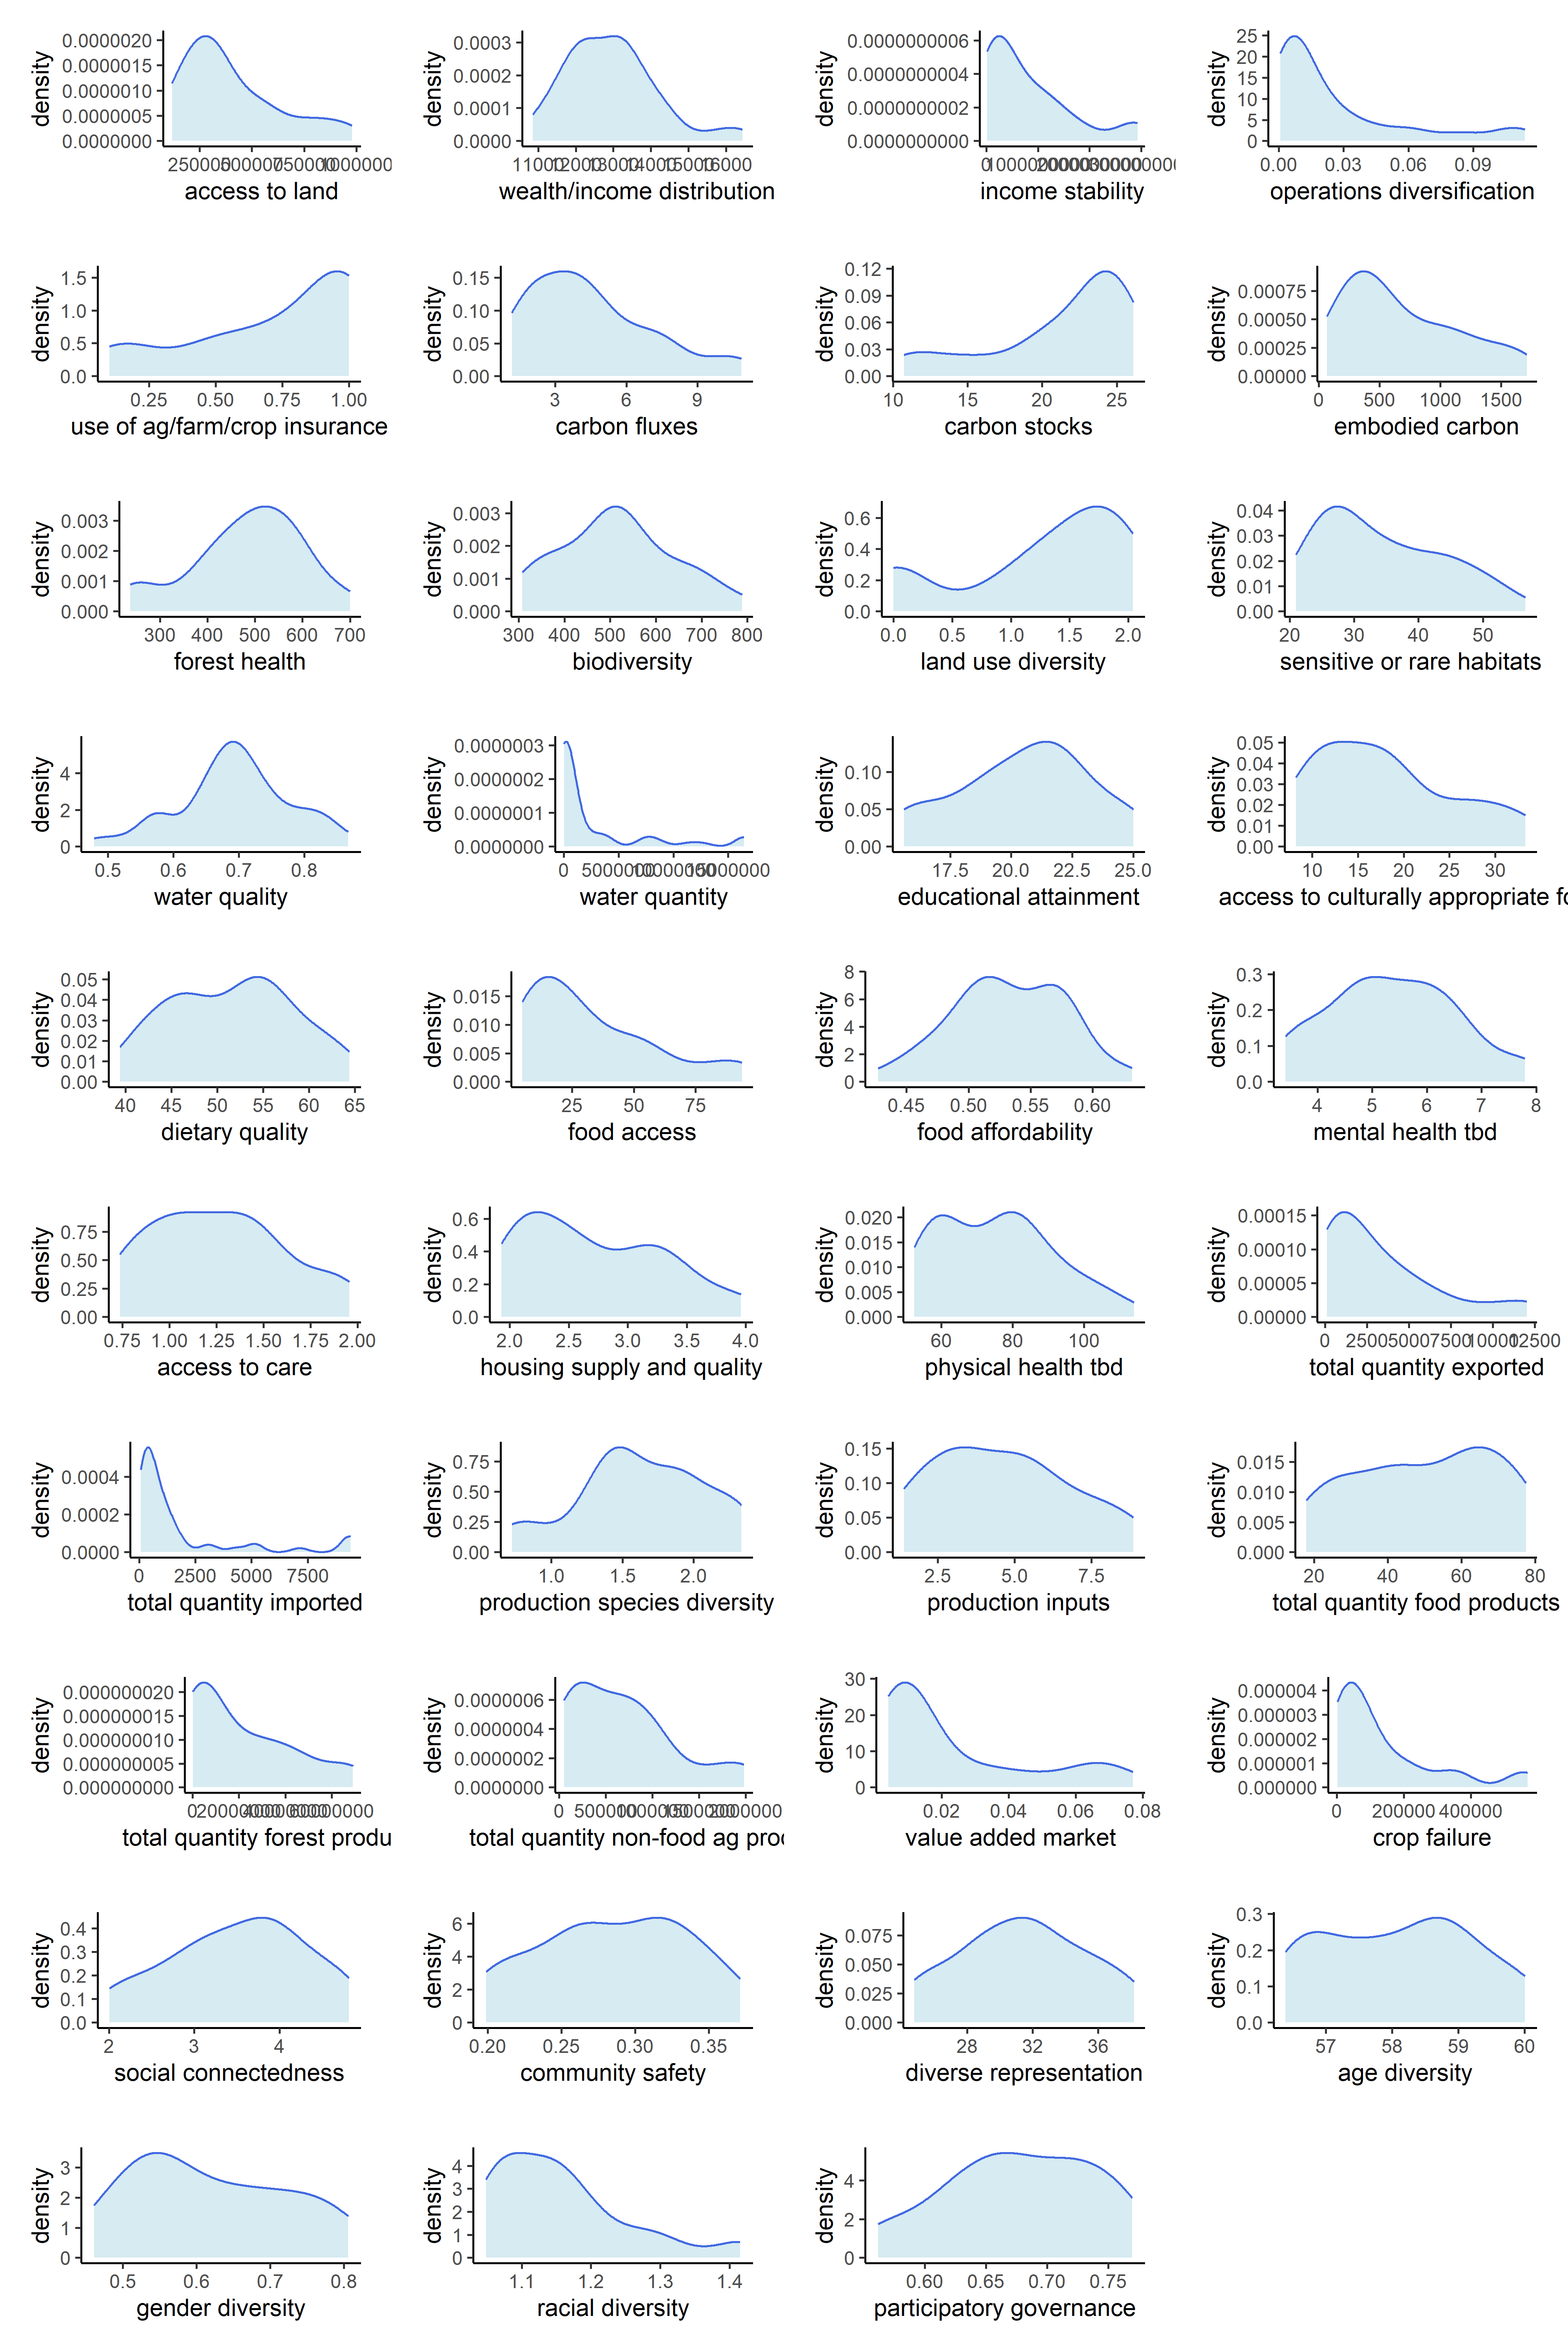 density
0.0000020
0.0000015
0.0000010
0.0000005
0.0000000
250000 500000 750000 1000000
access to land
density
0.0003
0.0002
0.0001
0.0000
11000 12000 13000 14000 15000 16000
wealth/income distribution
density
0.0000000006
0.0000000004
0.0000000002
0.0000000000
0
income stability
density
25
20
15
10
5
0
0.00 0.03 0.06 0.09
operations diversification
density
1.5
1.0
0.5
0.0
0.25 0.50 0.75 1.00
use of ag/farm/crop insurance
density
0.15
0.10
0.05
0.00
3 6 9
carbon fluxes
density
0.12
0.09
0.06
0.03
0.00
10 15 20 25
carbon stocks
density
0.00075
0.00050
0.00025
0.00000
0 500 1000 1500
embodied carbon
density
0.003
0.002
0.001
0.000
300 400 500 600 700
forest health
density
0.003
0.002
0.001
0.000
300 400 500 600 700 800
biodiversity
density
0.6
0.4
0.2
0.0
0.0 0.5 1.0 1.5 2.0
land use diversity
density
0.04
0.03
0.02
0.01
0.00
20 30 40 50
sensitive or rare habitats
density
4
2
0
0.5 0.6 0.7 0.8
water quality
density
0.0000003
0.0000002
0.0000001
0.0000000
0 5000000 10000000 15000000
water quantity
density
0.10
0.05
0.00
17.5 20.0 22.5 25.0
educational attainment
density
0.05
0.04
0.03
0.02
0.01
0.00
10 15 20 25 30
access to culturally appropriate fo
density
0.05
0.04
0.03
0.02
0.01
0.00
40 45 50 55 60 65
dietary quality
density
0.015
0.010
0.005
0.000
25 50 75
food access
density
8
6
4
2
0
0.45 0.50 0.55 0.60
food affordability
density
0.3
0.2
0.1
0.0
4 5 6 7 8
mental health tbd
density
0.75
0.50
0.25
0.00
0.75 1.00 1.25 1.50 1.75 2.00
access to care
density
0.6
0.4
0.2
0.0
2.0 2.5 3.0 3.5 4.0
housing supply and quality
density
0.020
0.015
0.010
0.005
0.000
60 80 100
physical health tbd
density
0.00015
0.00010
0.00005
0.00000
0 2500 5000 7500 10000 12500
total quantity exported
density
0.0004
0.0002
0.0000
0 2500 5000 7500
total quantity imported
density
0.75
0.50
0.25
0.00
1.0 1.5 2.0
production species diversity
density
0.15
0.10
0.05
0.00
2.5 5.0 7.5
production inputs
density
0.015
0.010
0.005
0.000
20 40 60 80
total quantity food products
density
0.000000020
0.000000015
0.000000010
0.000000005
0.000000000
0
total quantity forest produ
density
0.0000006
0.0000004
0.0000002
0.0000000
0 500000 1000000 1500000 2000000
total quantity non-food ag proc
density
30
20
10
0
0.02 0.04 0.06 0.08
value added market
density
0.000004
0.000003
0.000002
0.000001
0.000000
0 200000 400000
crop failure
density
0.4
0.3
0.2
0.1
0.0
2 3 4
social connectedness
density
6
4
2
0
0.20 0.25 0.30 0.35
community safety
density
0.075
0.050
0.025
0.000
28 32 36
diverse representation
density
0.3
0.2
0.1
0.0
57 58 59 60
age diversity
density
3
2
1
0
0.5 0.6 0.7 0.8
gender diversity
density
4
3
2
1
0
1.1 1.2 1.3 1.4
racial diversity
density
4
2
0
0.60 0.65 0.70 0.75
participatory governance